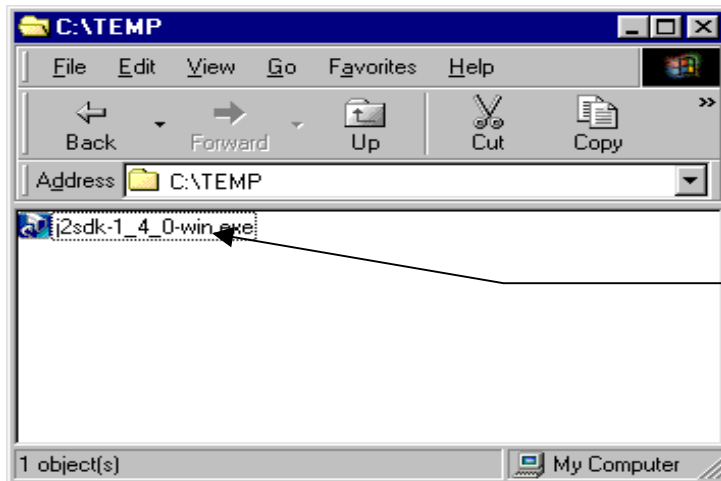 C:\TEMP
File Edit View Go Favorites Help
Back Forward Up Cut Copy »
Address C:\TEMP
j2sdk-1_4_0-win.exe
1 object(s) My Computer